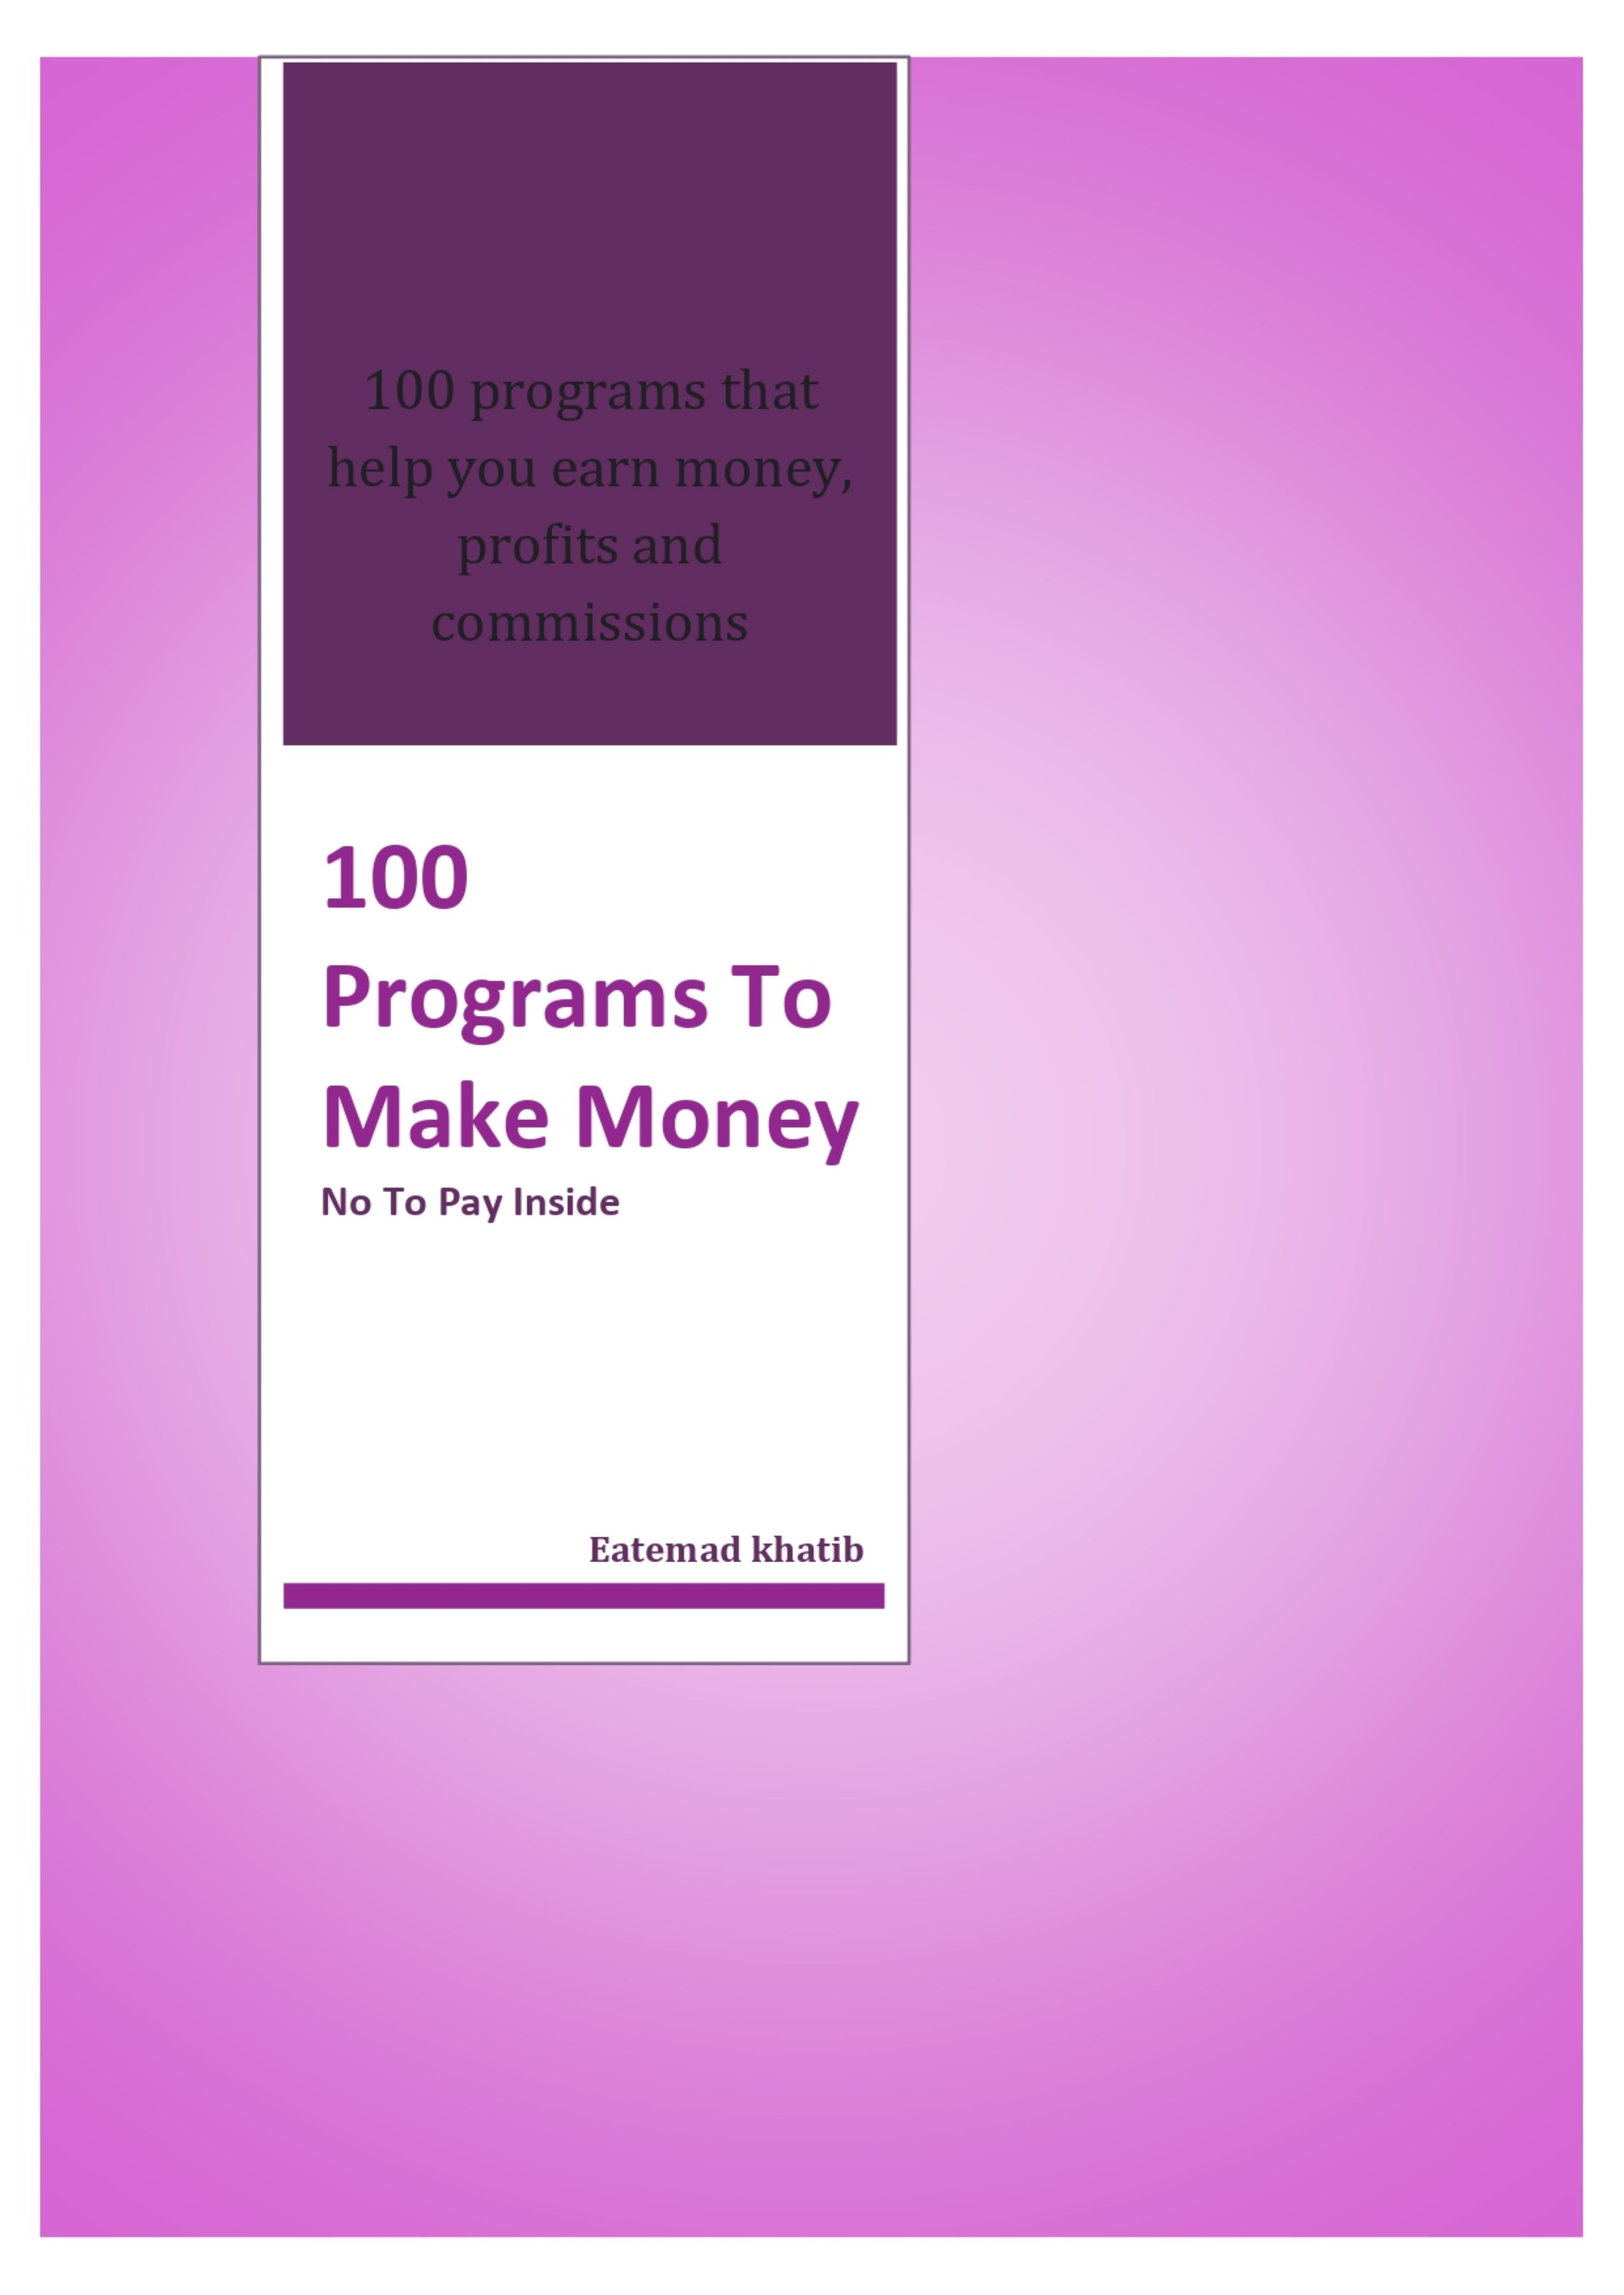 100 programs that
help you earn money,
profits and
commissions
100
Programs To
Make Money
No To Pay Inside
Eatemad khatib